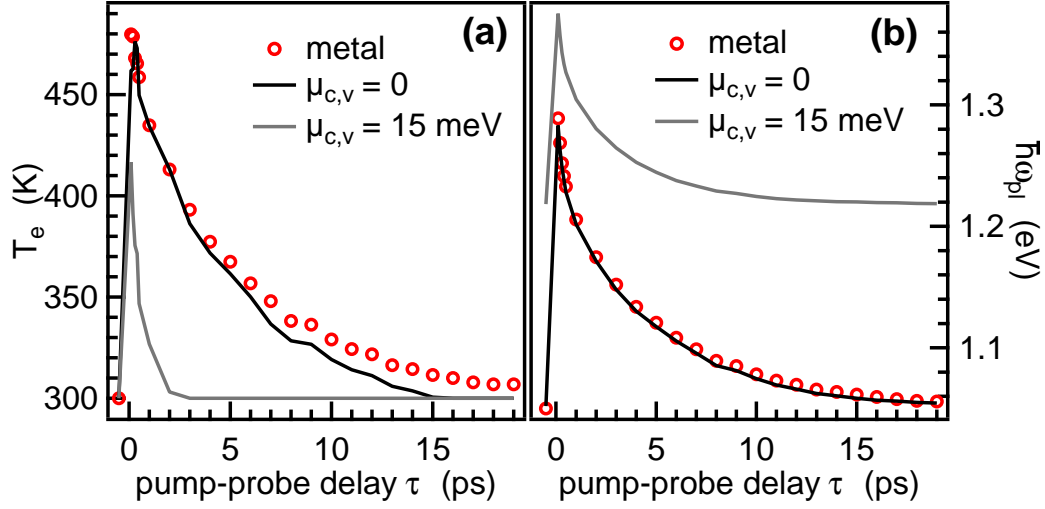 (a)
metal
μc,v = 0
μc,v = 15 meV
450
400
350
300
Te (K)
0
5
10
15
pump-probe delay τ (ps)
(b)
metal
μc,v = 0
μc,v = 15 meV
1.3
1.2
1.1
ħωpl (eV)
0
5
10
15
pump-probe delay τ (ps)